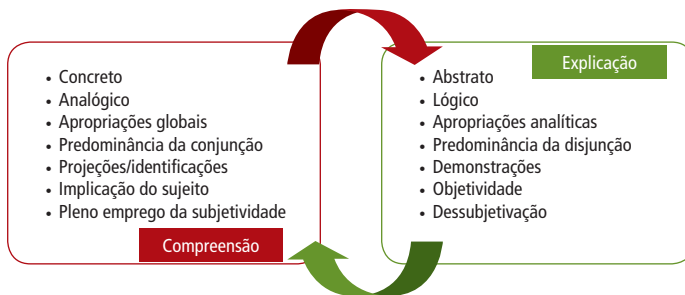 • Concreto
• Analógico
• Apropriações globais
• Predominância da conjunção
• Projeções/identificações
• Implicação do sujeito
• Pleno emprego da subjetividade
Compreensão
Explicação
• Abstrato
• Lógico
• Apropriações analíticas
• Predominância da disjunção
• Demonstrações
• Objetividade
• Dessubjetivação